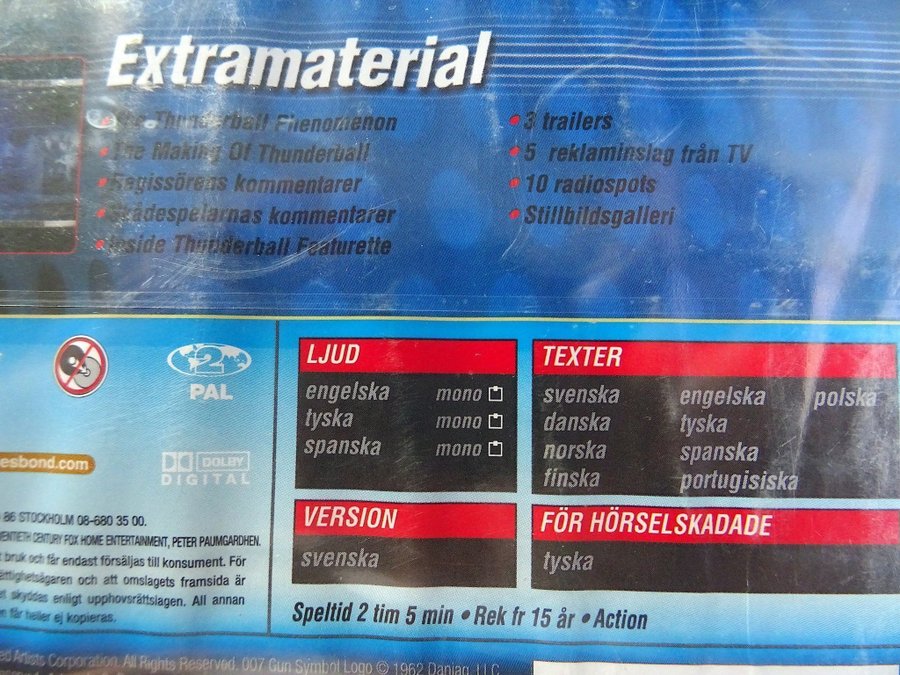 Extramaterial
• The Thunderball Phenomenon
• The Making Of Thunderball
• Regissörens kommentarer
• Skådespelarnas kommentarer
• Inside Thunderball Featurette
• 3 trailers
• 5 reklaminslag från TV
• 10 radiospots
• Stillbildsgalleri
2
PAL
esbond.com
DOLBY
DIGITAL
86 STOCKHOLM 08-680 35 00.
VENTIETH CENTURY FOX HOME ENTERTAINMENT, PETER PAUMGARDHEN.
bruk och får endast försäljas till konsument. För
ättighetsägaren och att omslagets framsida är
et skyddas enligt upphovsrättslagen. All annan
n får heller ej kopieras.
LJUD
engelska mono
tyska mono
spanska mono
TEXTER
svenska engelska polska
danska tyska
norska spanska
finska portugisiska
VERSION
svenska
FÖR HÖRSELSKADADE
tyska
Speltid 2 tim 5 min • Rek fr 15 år • Action
ed Artists Corporation. All Rights Reserved. 007 Gun Symbol Logo © 1962 Danjaq, LLC